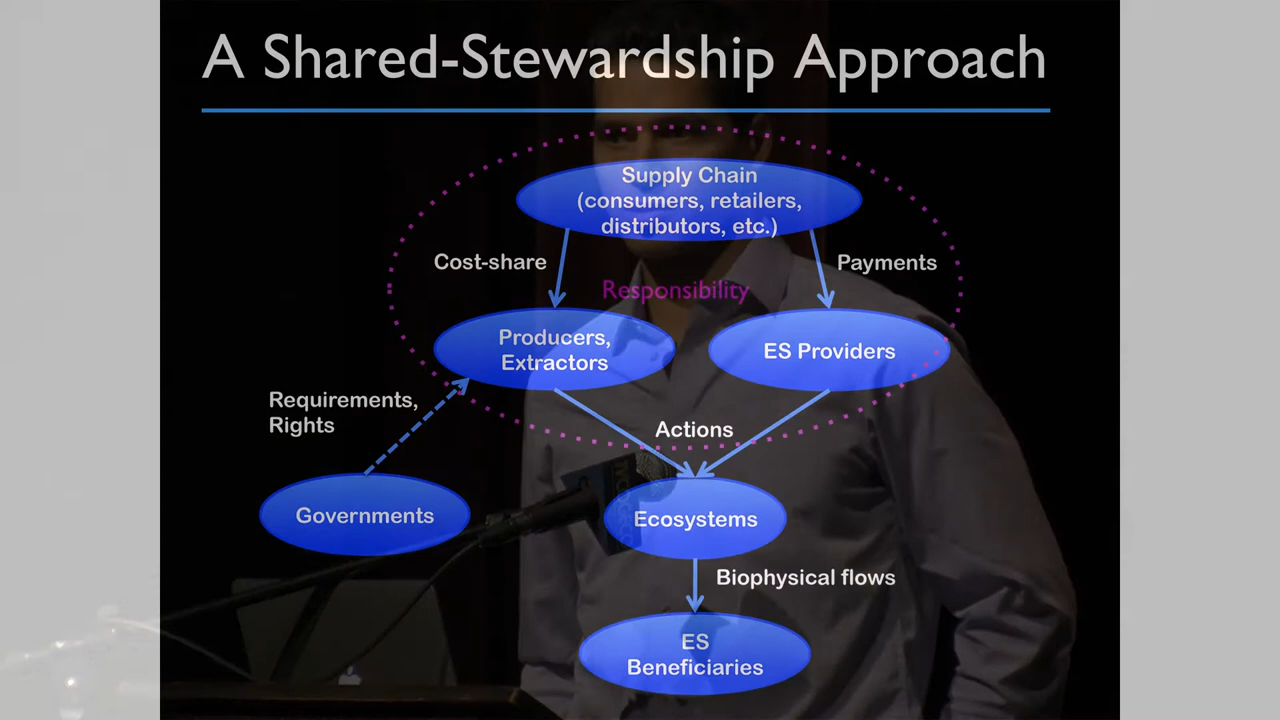 A Shared-Stewardship Approach
Supply Chain
(consumers, retailers,
distributors, etc.)
Cost-share
Payments
Responsibility
Producers,
Extractors
ES Providers
Requirements,
Rights
Actions
Governments
Ecosystems
Biophysical flows
ES
Beneficiaries